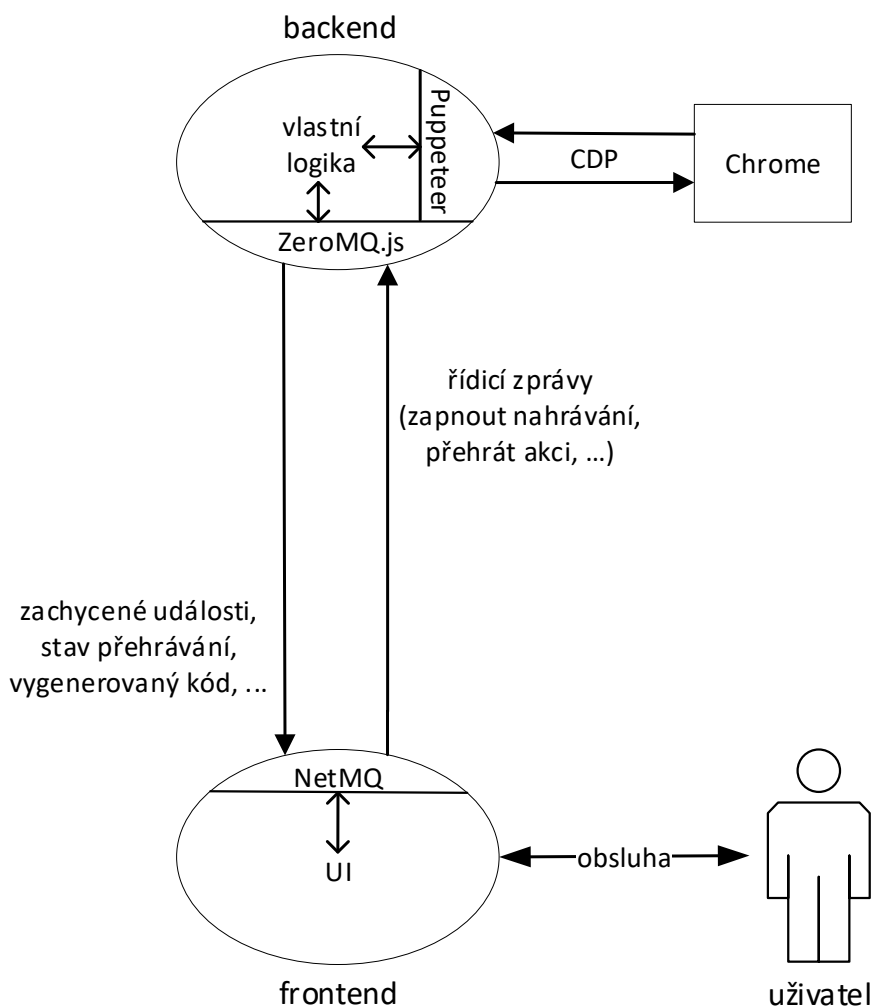 backend
vlastní
logika
Puppeteer
ZeroMQ.js
CDP
Chrome
řídicí zprávy
(zapnout nahrávání,
přehrát akci, ...)
zachycené události,
stav přehrávání,
vygenerovaný kód, ...
NetMQ
UI
obsluha
frontend
uživatel